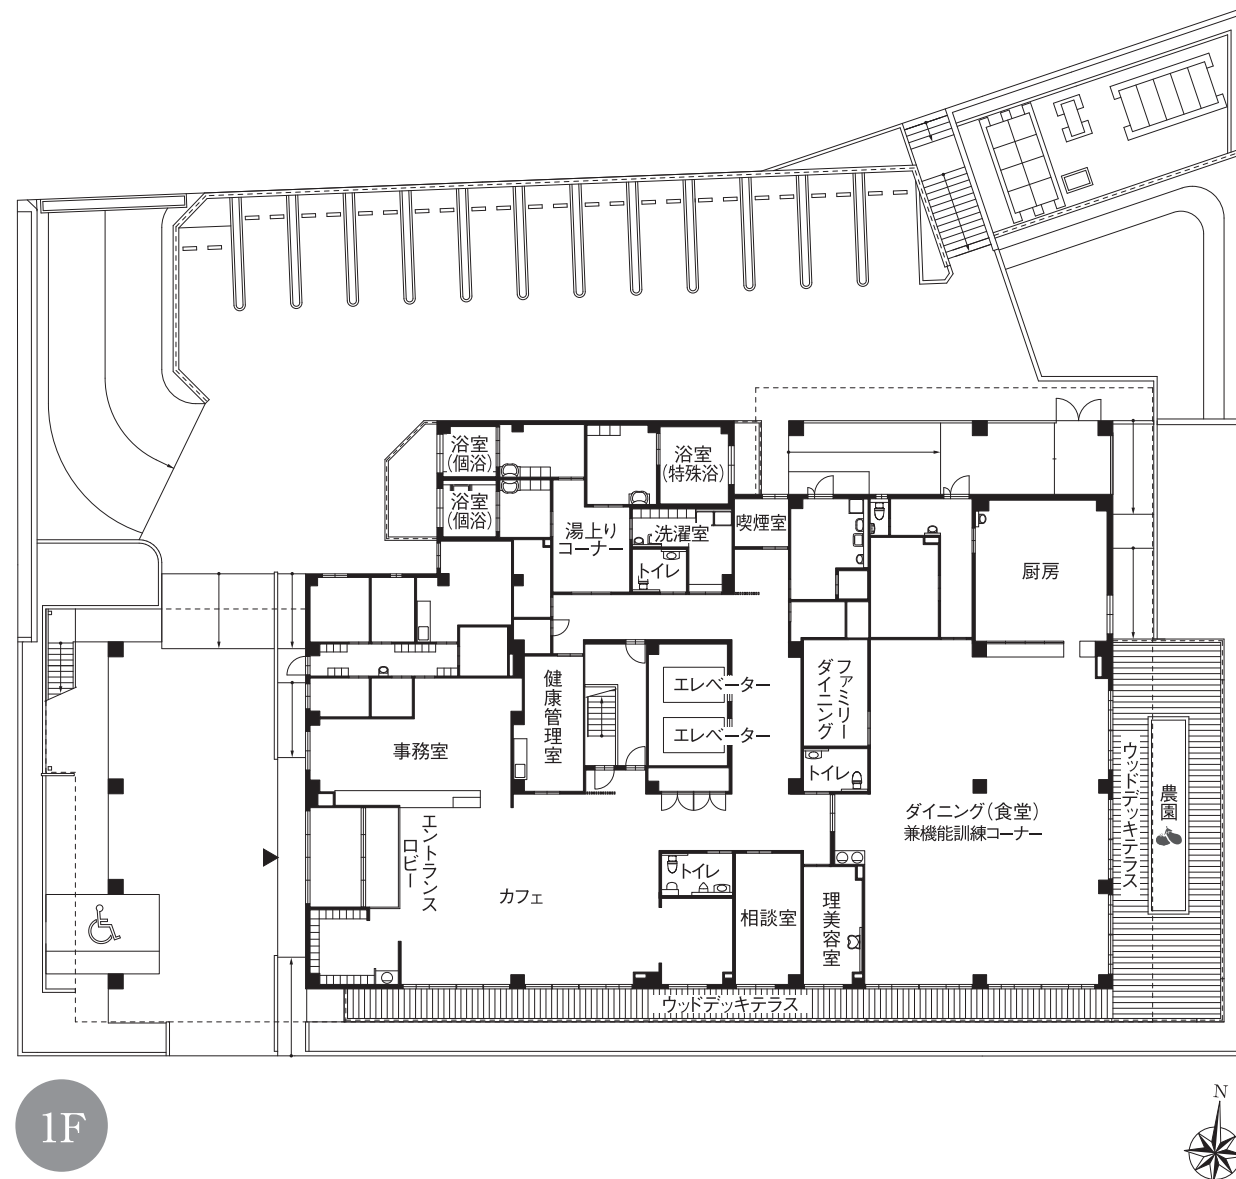 浴室
(個浴)
浴室
(特殊浴)
浴室
(個浴)
湯上り
コーナー
洗濯室
喫煙室
トイレ
厨房
健康管理室
エレベーター
エレベーター
ファミリー
ダイニング
事務室
トイレ
ウッドデッキテラス
農園
ダイニング(食堂)
兼機能訓練コーナー
エントランス
ロビー
カフェ
トイレ
相談室
理美容室
ウッドデッキテラス
1F
N